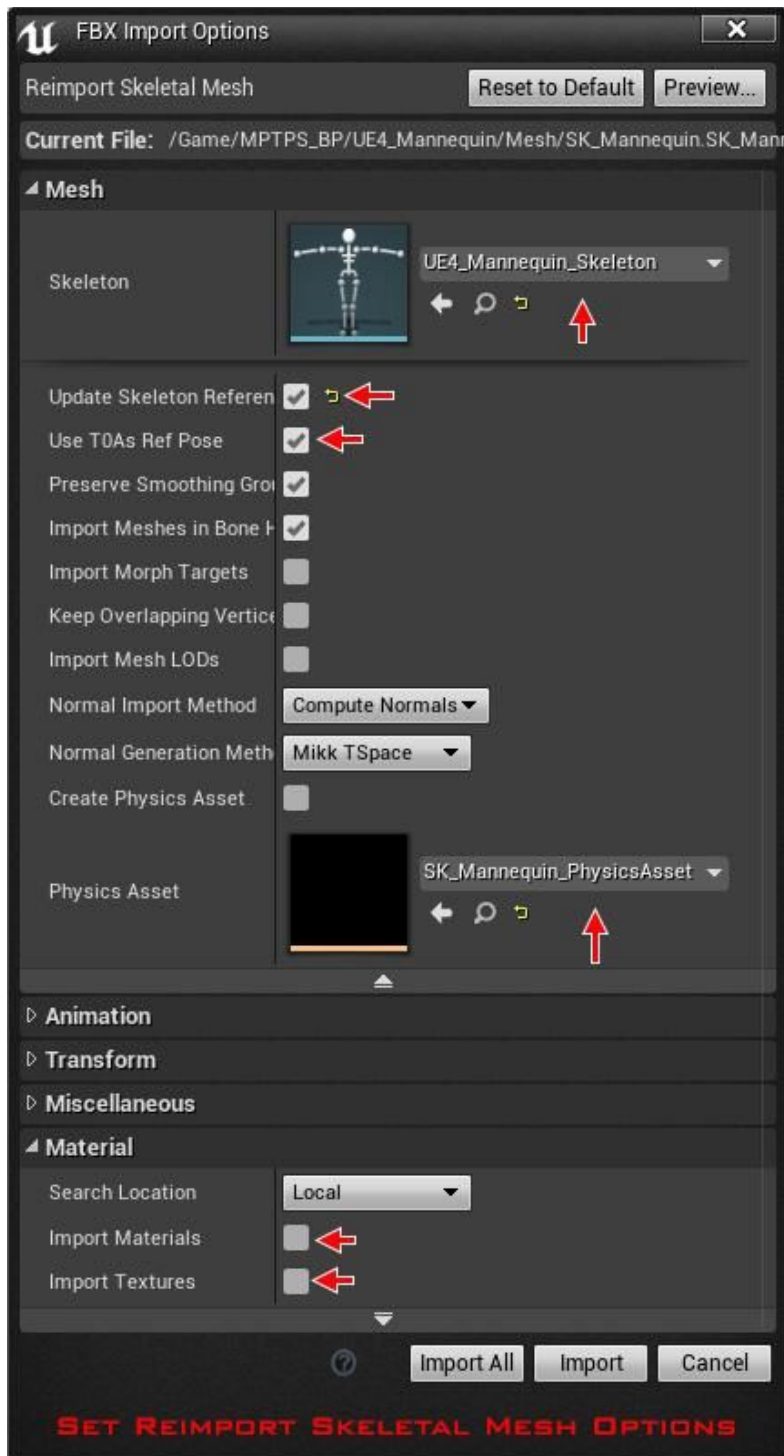 FBX Import Options
Reimport Skeletal Mesh Reset to Default Preview...
Current File: /Game/MPTPS_BP/UE4_Mannequin/Mesh/SK_Mannequin.SK_Man
Mesh
Skeleton UE4_Mannequin_Skeleton
Update Skeleton Referen
Use T0As Ref Pose
Preserve Smoothing Grou
Import Meshes in Bone H
Import Morph Targets
Keep Overlapping Vertice
Import Mesh LODs
Normal Import Method Compute Normals
Normal Generation Meth Mikk TSpace
Create Physics Asset
Physics Asset SK_Mannequin_PhysicsAsset
Animation
Transform
Miscellaneous
Material
Search Location Local
Import Materials
Import Textures
? Import All Import Cancel
SET REIMPORT SKELETAL MESH OPTIONS